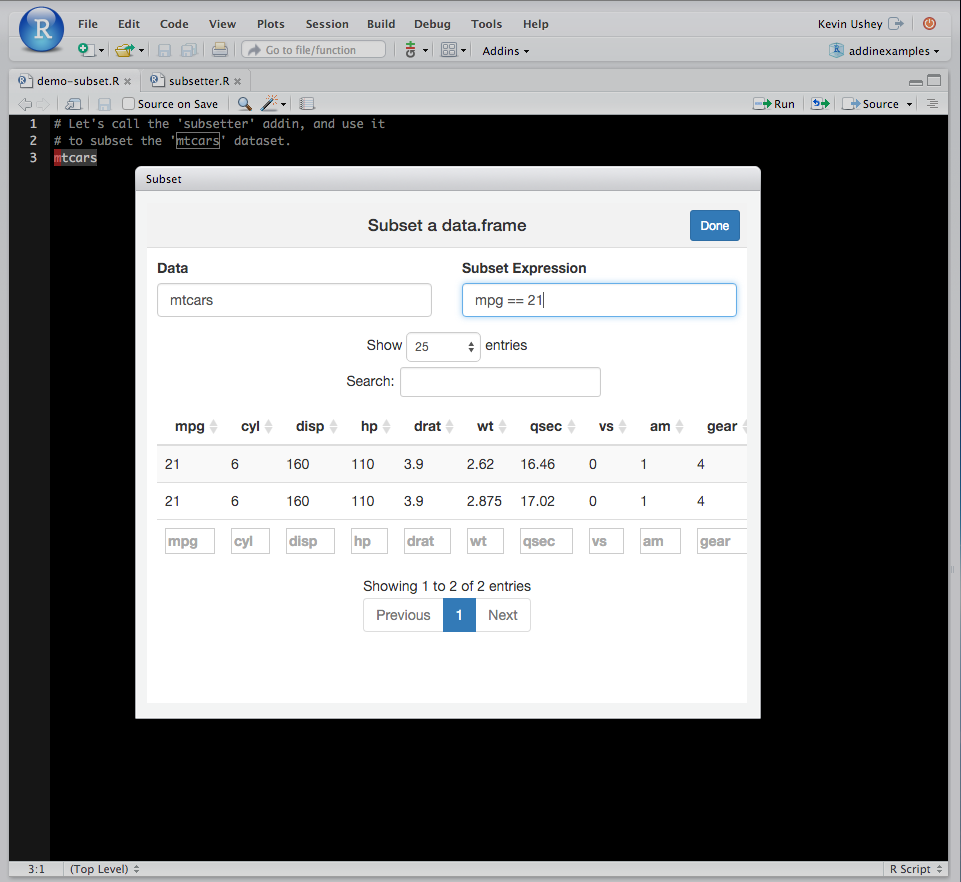 R File Edit Code View Plots Session Build Debug Tools Help Kevin Ushey
Go to file/function Addins R addinexamples
demo-subset.R subsetter.R
Source on Save Run Source
1 # Let's call the 'subsetter' addin, and use it
2 # to subset the 'mtcars' dataset.
3 mtcars
Subset
Subset a data.frame Done
Data Subset Expression
mtcars mpg == 21
Show 25 entries
Search:
mpg cyl disp hp drat wt qsec vs am gear
21 6 160 110 3.9 2.62 16.46 0 1 4
21 6 160 110 3.9 2.875 17.02 0 1 4
mpg cyl disp hp drat wt qsec vs am gear
Showing 1 to 2 of 2 entries
Previous 1 Next
3:1 (Top Level) R Script